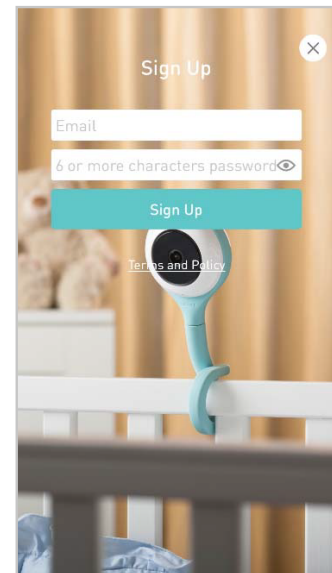 Sign Up
Email
6 or more characters password
Sign Up
Terms and Policy